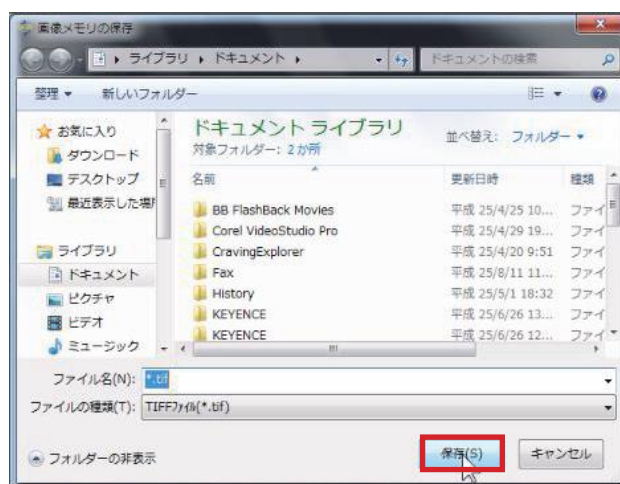 画像メモリの保存
ライブラリ ▸ ドキュメント ▸
ドキュメントの検索
整理 ▼ 新しいフォルダー
お気に入り
ダウンロード
デスクトップ
最近表示した場所
ライブラリ
ドキュメント
ピクチャ
ビデオ
ミュージック
ドキュメント ライブラリ
対象フォルダー: 2 か所
並べ替え: フォルダー ▼
名前 更新日時 種類
BB FlashBack Movies 平成 25/4/25 10... ファイ
Corel VideoStudio Pro 平成 25/4/29 19... ファイ
CravingExplorer 平成 25/4/20 9:51 ファイ
Fax 平成 25/8/11 11... ファイ
History 平成 25/5/1 18:32 ファイ
KEYENCE 平成 25/6/26 13... ファイ
KEYENCE 平成 25/6/26 12... ファイ
ファイル名(N): *.tif
ファイルの種類(T): TIFFファイル(*.tif)
フォルダーの非表示
保存(S)
キャンセル